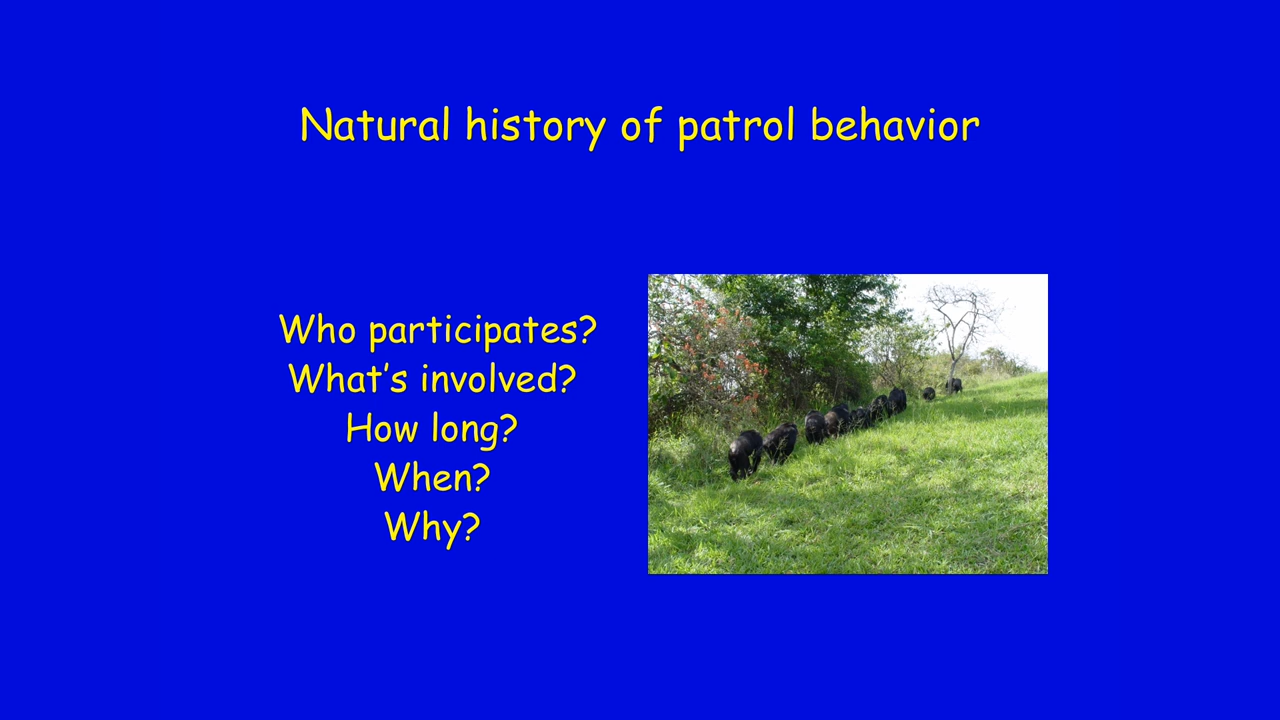 Natural history of patrol behavior
Who participates?
What's involved?
How long?
When?
Why?